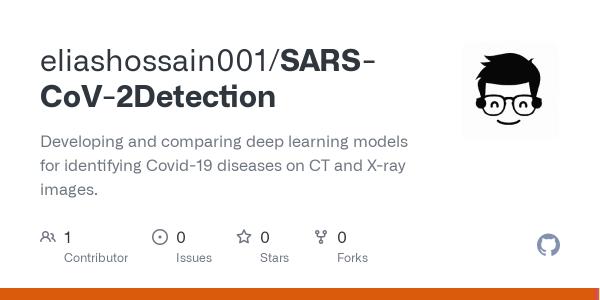 eliashossain001/SARS-
CoV-2Detection
Developing and comparing deep learning models
for identifying Covid-19 diseases on CT and X-ray
images.
1 0 0 0
Contributor Issues Stars Forks